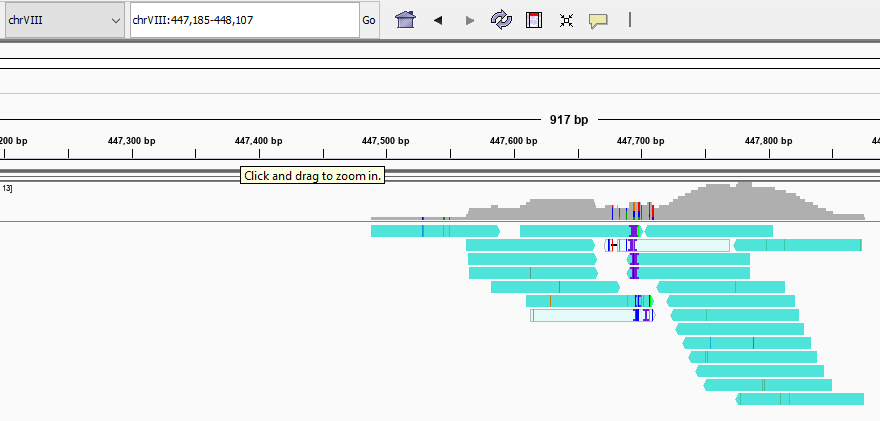 chrVIII chrVIII:447,185-448,107 Go
917 bp
200 bp 447,300 bp 447,400 bp 447,500 bp 447,600 bp 447,700 bp 447,800 bp 44
Click and drag to zoom in.
13]